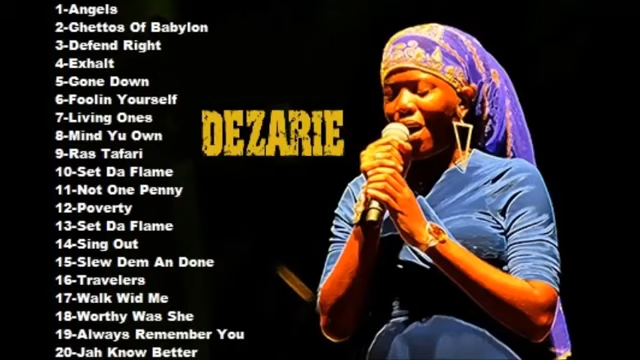 1-Angels
2-Ghettos Of Babylon
3-Defend Right
4-Exhalt
5-Gone Down
6-Foolin Yourself
7-Living Ones
8-Mind Yu Own
9-Ras Tafari
10-Set Da Flame
11-Not One Penny
12-Poverty
13-Set Da Flame
14-Sing Out
15-Slew Dem An Done
16-Travelers
17-Walk Wid Me
18-Worthy Was She
19-Always Remember You
20-Jah Know Better
DEZARIE